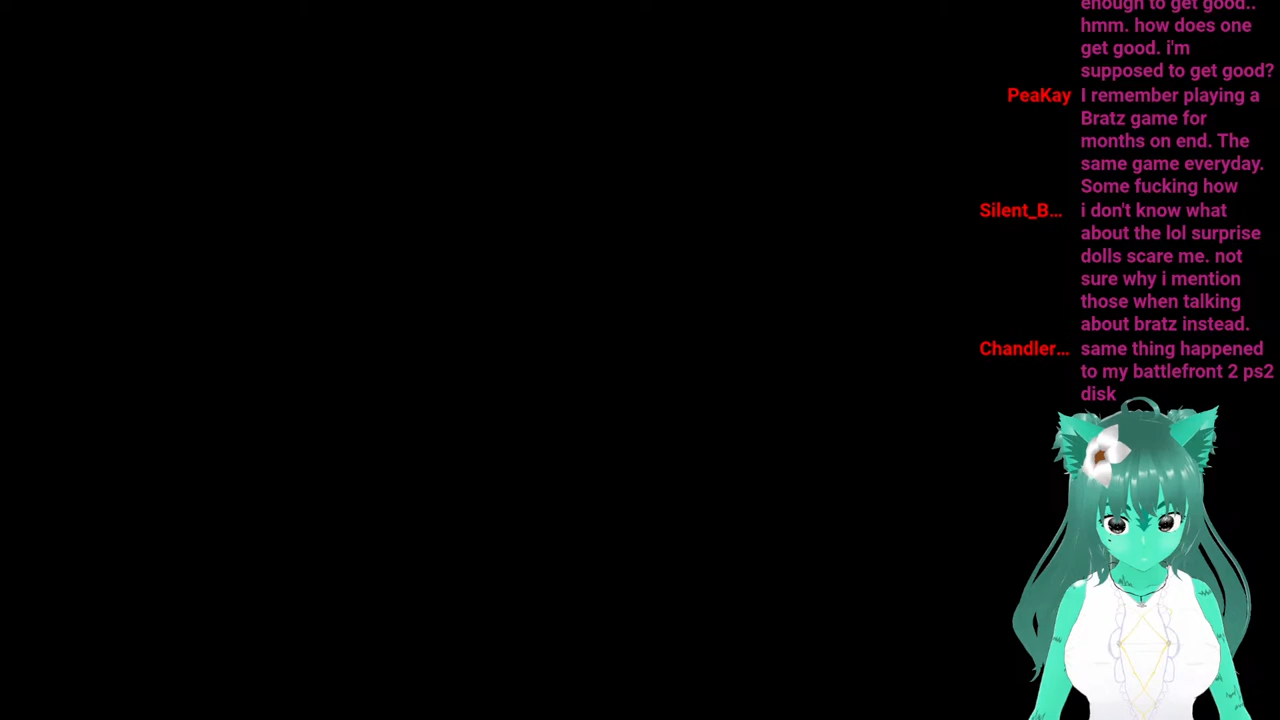 enough to get good..
hmm. how does one
get good. i'm
supposed to get good?
PeaKay I remember playing a
Bratz game for
months on end. The
same game everyday.
Some fucking how
Silent_B... i don't know what
about the lol surprise
dolls scare me. not
sure why i mention
those when talking
about bratz instead.
Chandler... same thing happened
to my battlefront 2 ps2
disk